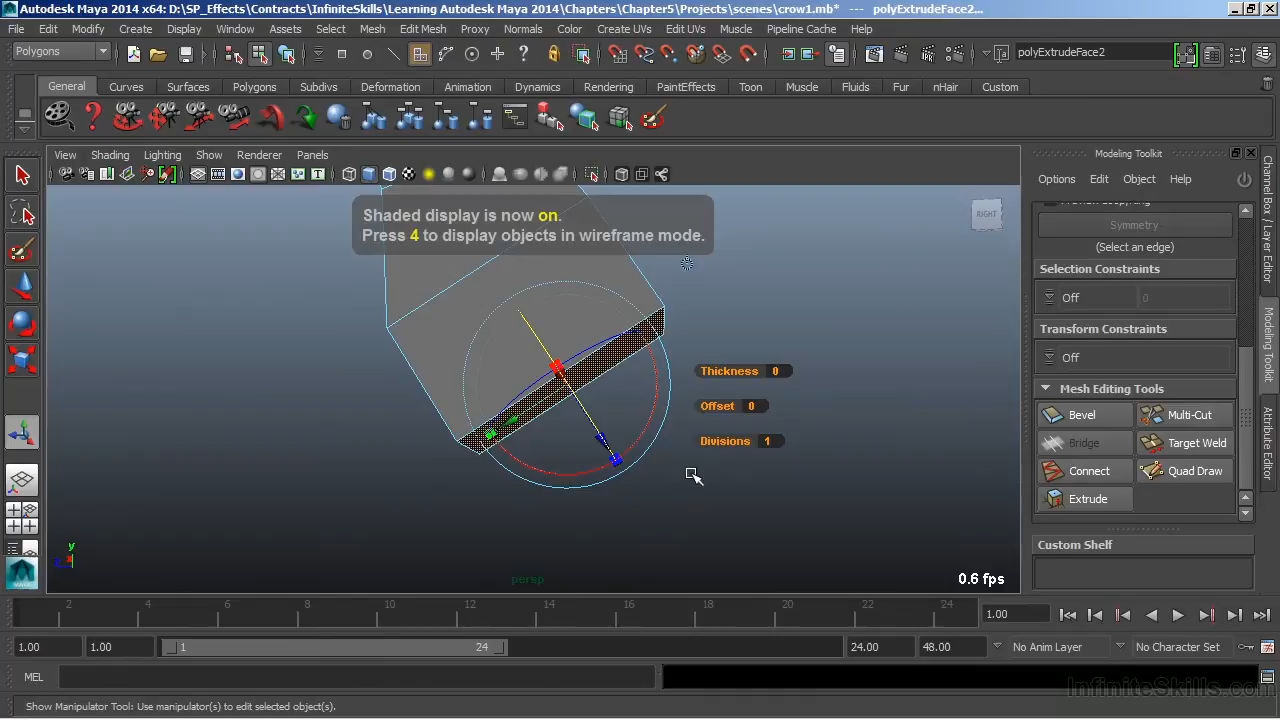 Autodesk Maya 2014 x64: D:\SP_Effects\Contracts\InfiniteSkills\Learning Autodesk Maya 2014\Chapters\Chapter5\Projects\scenes\crow1.mb* --- polyExtrudeFace2...
File Edit Modify Create Display Window Assets Select Mesh Edit Mesh Proxy Normals Color Create UVs Edit UVs Muscle Pipeline Cache Help
Polygons polyExtrudeFace2
General Curves Surfaces Polygons Subdivs Deformation Animation Dynamics Rendering PaintEffects Toon Muscle Fluids Fur nHair Custom
View Shading Lighting Show Renderer Panels
Modeling Toolkit
Options Edit Object Help
Shaded display is now on.
Press 4 to display objects in wireframe mode.
RIGHT
Symmetry
(Select an edge)
Selection Constraints
Off 0
Transform Constraints
Off
Mesh Editing Tools
Bevel Multi-Cut
Bridge Target Weld
Connect Quad Draw
Extrude
Custom Shelf
Channel Box / Layer Editor
Modeling Toolkit
Attribute Editor
Thickness 0
Offset 0
Divisions 1
y
persp
0.6 fps
2 4 6 8 10 12 14 16 18 20 22 24
1.00
1.00 1.00 1 24 24.00 48.00 No Anim Layer No Character Set
MEL
InfiniteSkills.com
Show Manipulator Tool: Use manipulator(s) to edit selected object(s).